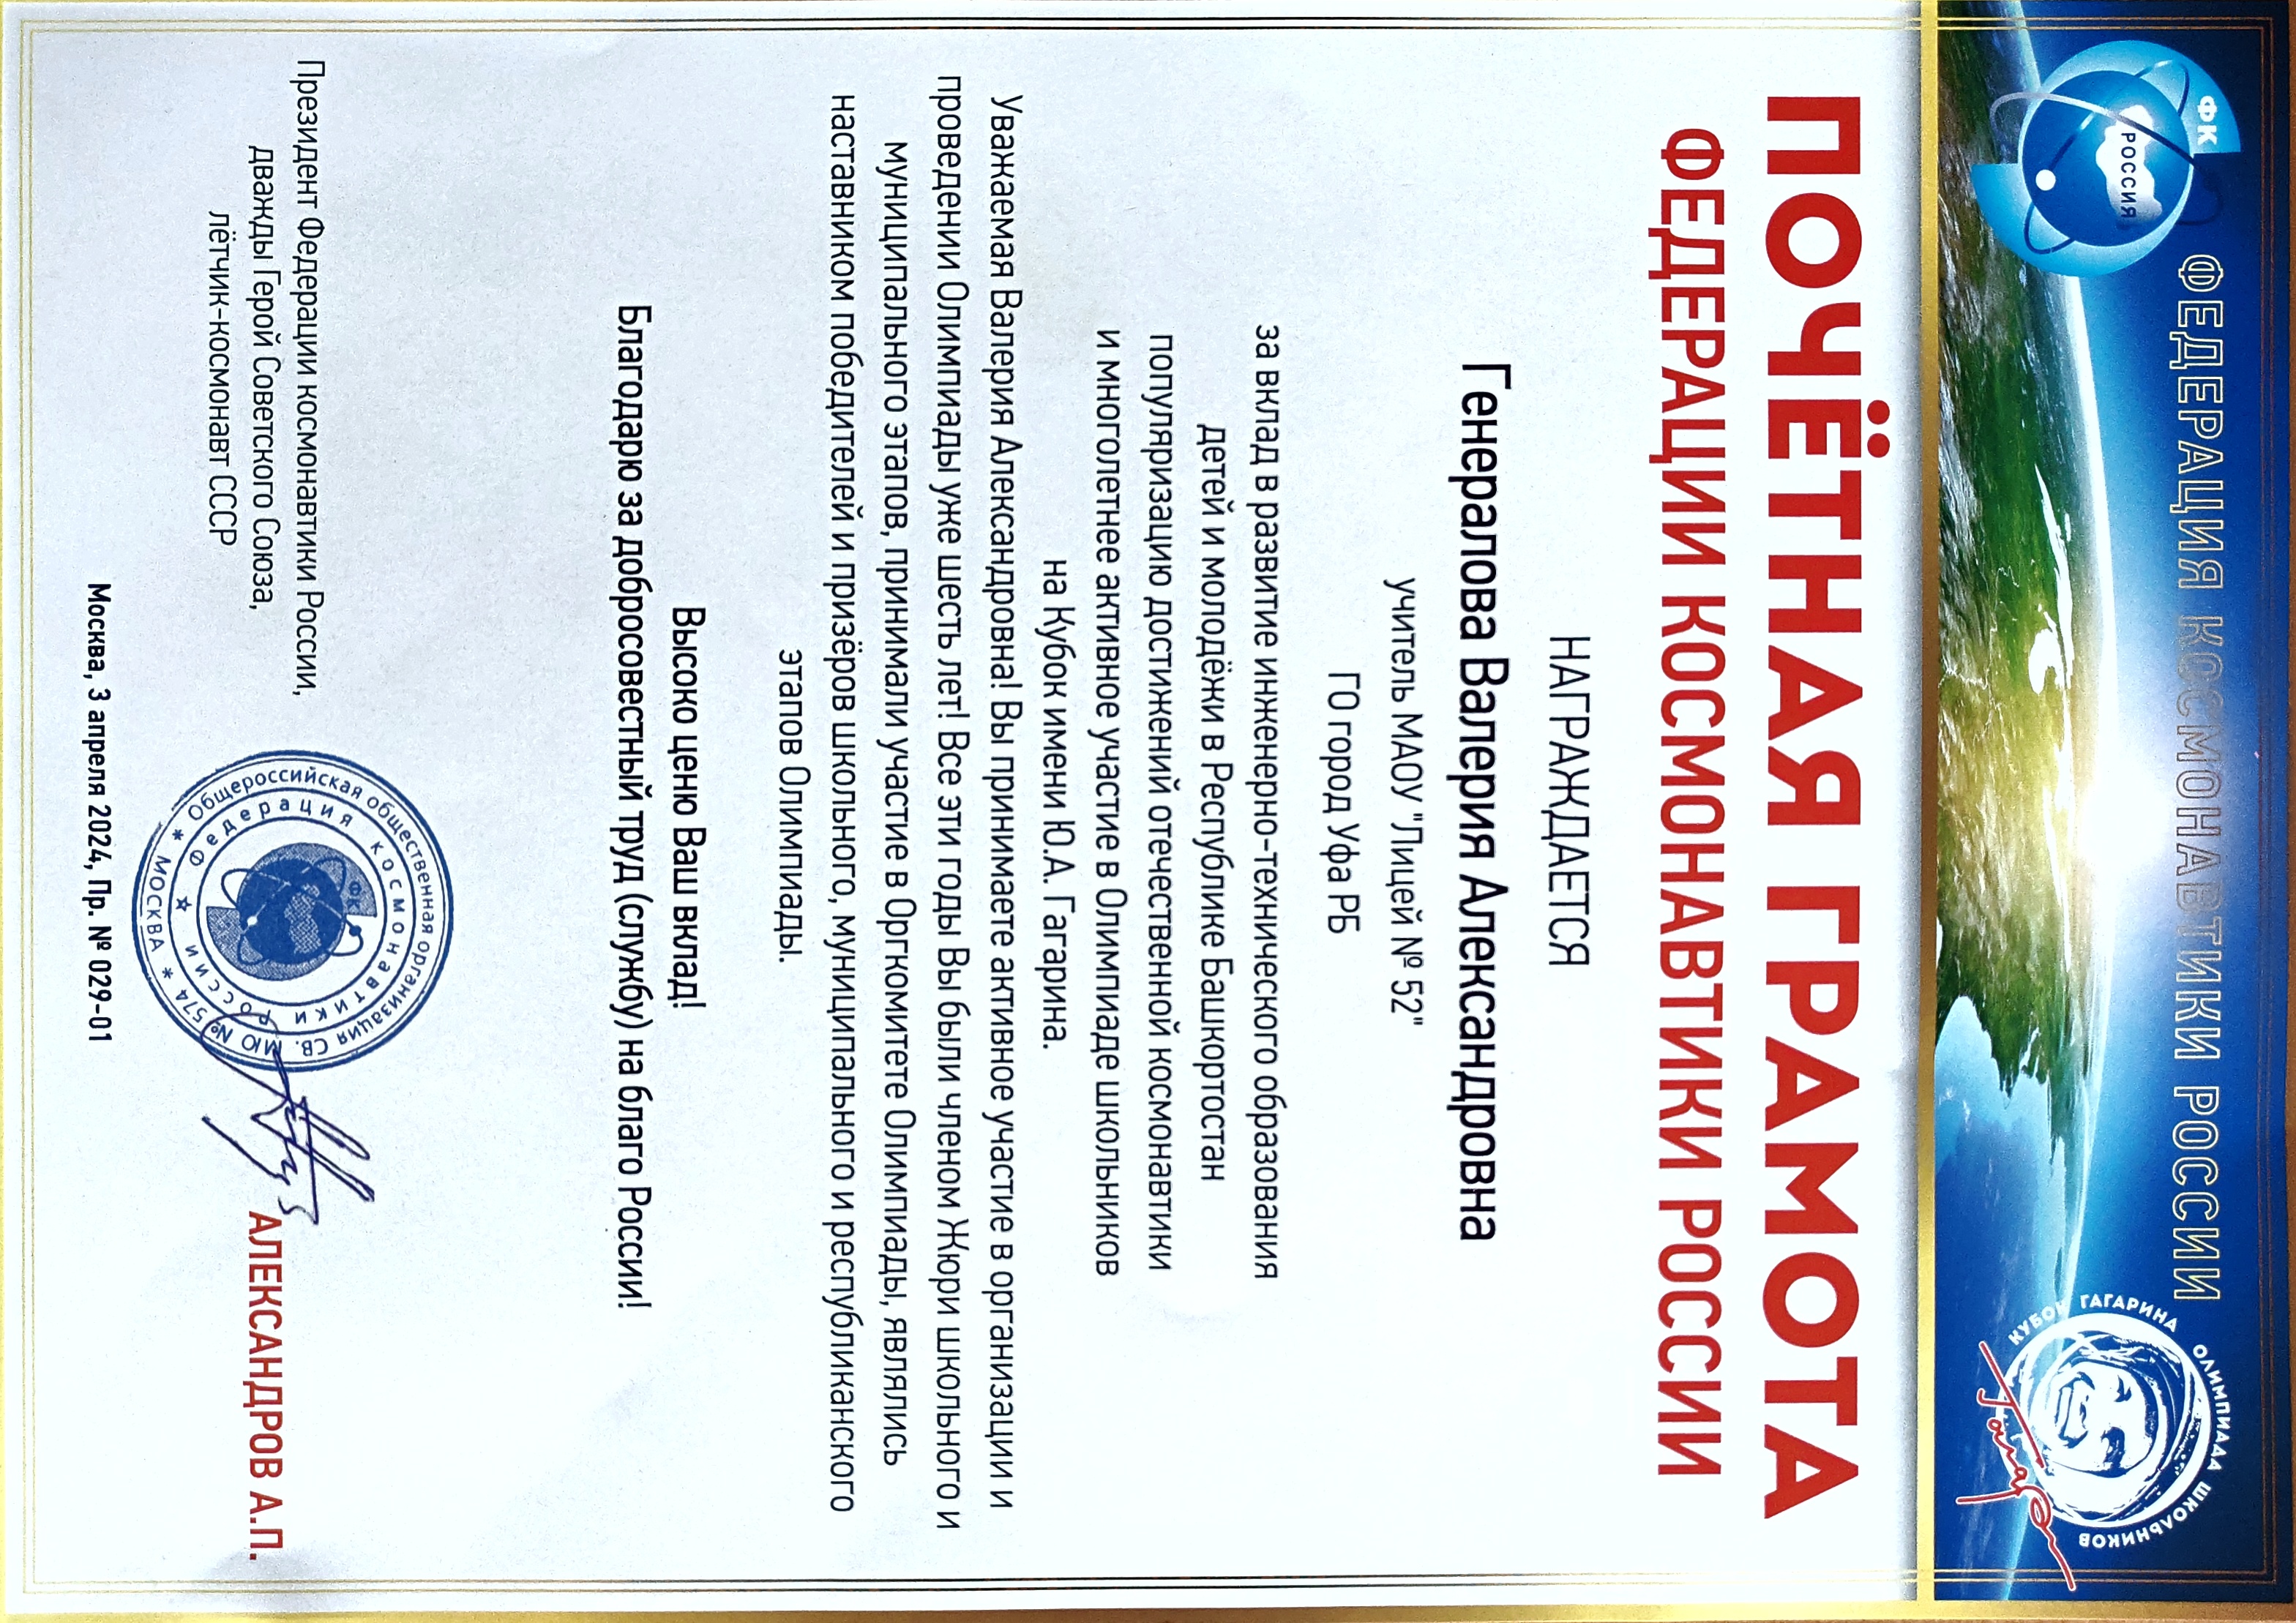 ФК
РОССИЯ
ФЕДЕРАЦИЯ КОСМОНАВТИКИ РОССИИ
КУБОК ГАГАРИНА ОЛИМПИАДА ШКОЛЬНИКОВ
ПОЧЁТНАЯ ГРАМОТА
ФЕДЕРАЦИИ КОСМОНАВТИКИ РОССИИ
НАГРАЖДАЕТСЯ
Генералова Валерия Александровна
учитель МАОУ "Лицей № 52"
ГО город Уфа РБ
за вклад в развитие инженерно-технического образования
детей и молодёжи в Республике Башкортостан
популяризацию достижений отечественной космонавтики
и многолетнее активное участие в Олимпиаде школьников
на Кубок имени Ю.А. Гагарина.
Уважаемая Валерия Александровна! Вы принимаете активное участие в организации и
проведении Олимпиады уже шесть лет! Все эти годы Вы были членом Жюри школьного и
муниципального этапов, принимали участие в Оргкомитете Олимпиады, являлись
наставником победителей и призёров школьного, муниципального и республиканского
этапов Олимпиады.
Высоко ценю Ваш вклад!
Благодарю за добросовестный труд (службу) на благо России!
Президент Федерации космонавтики России,
дважды Герой Советского Союза,
лётчик-космонавт СССР
Общероссийская общественная организация СВ. МКО № 574
* МОСКВА *
Федерация космонавтики России
ФК
АЛЕКСАНДРОВ А.П.
Москва, 3 апреля 2024, Пр. № 029-01